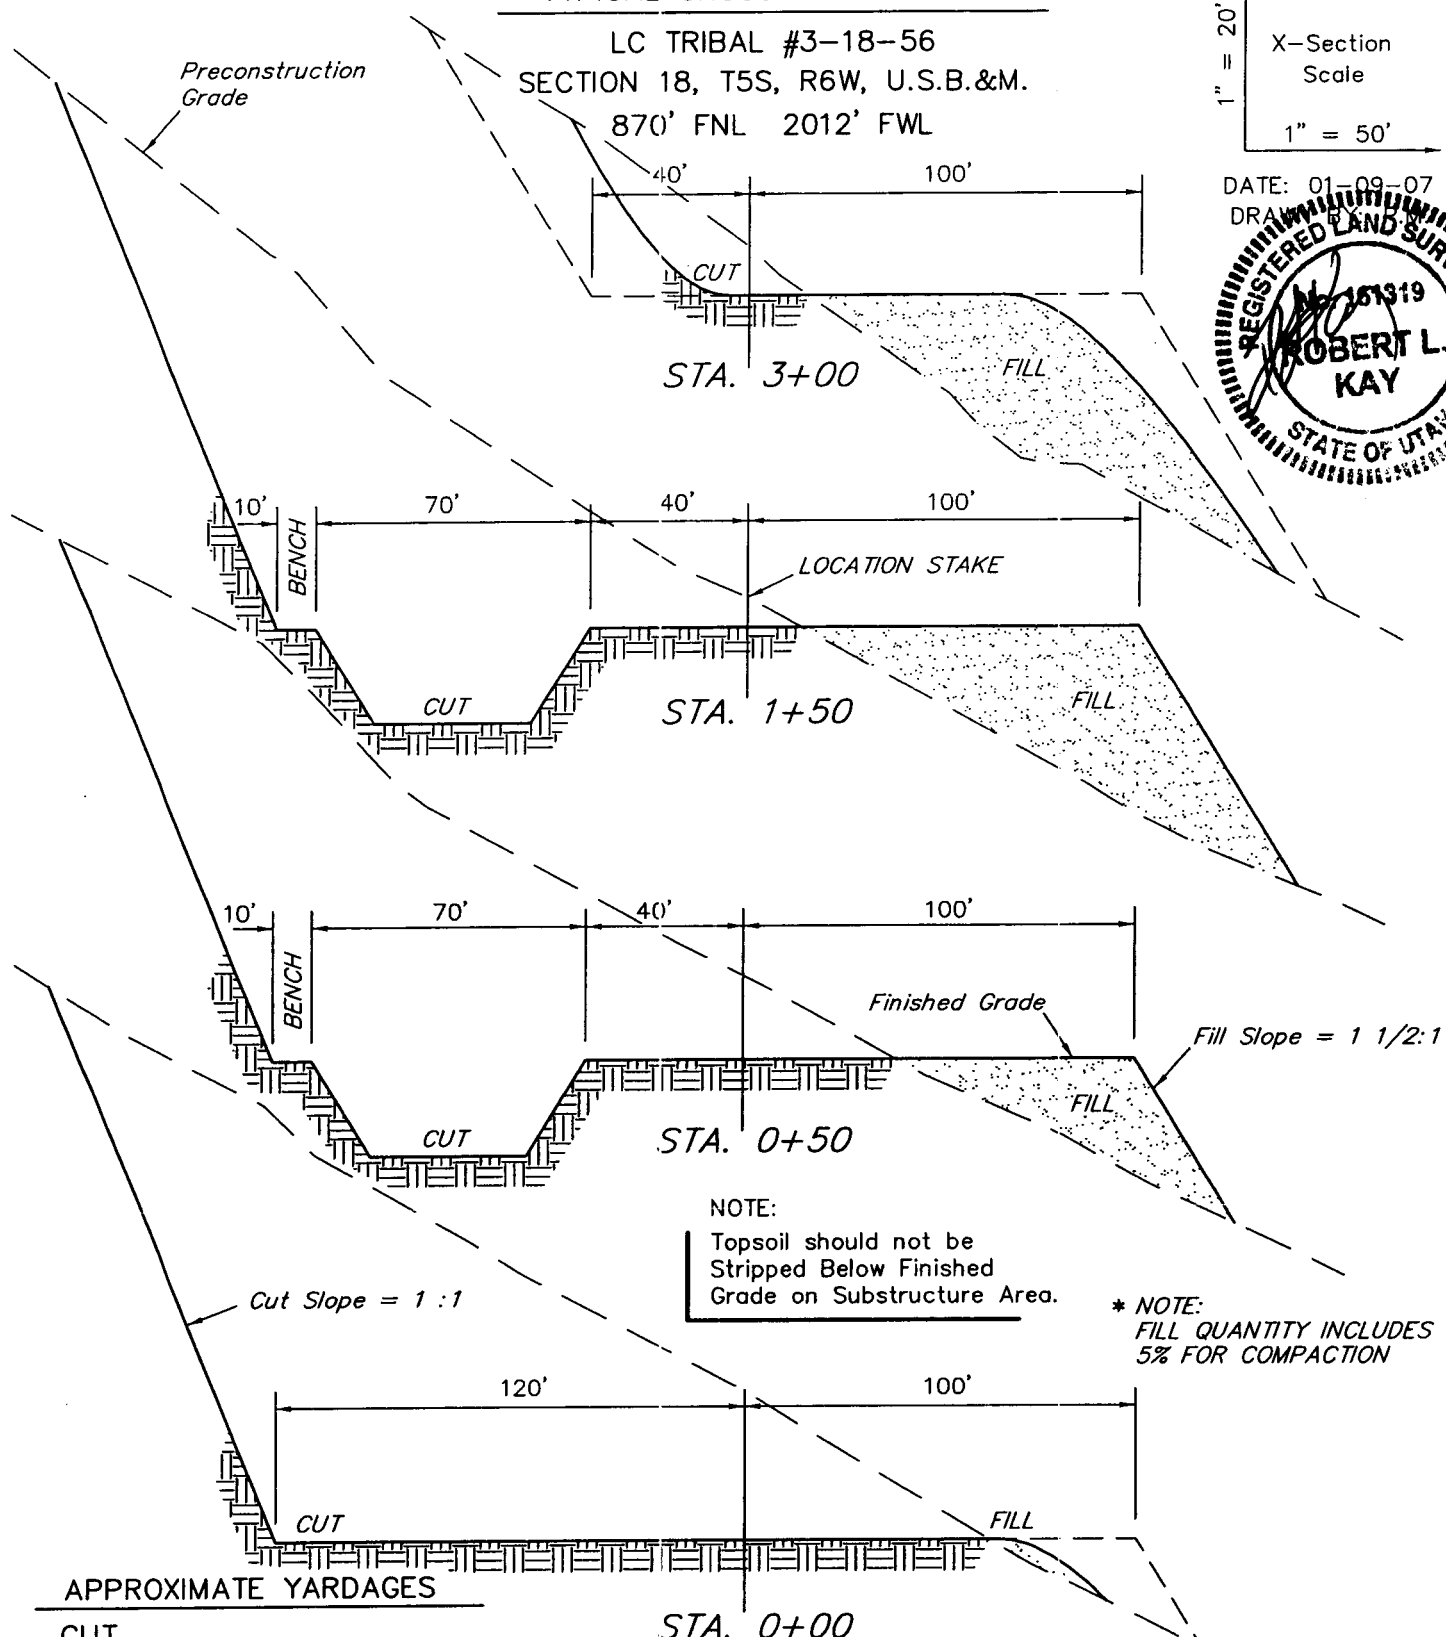 LC TRIBAL #3-18-56
SECTION 18, T5S, R6W, U.S.B.&M.
870' FNL 2012' FWL
1" = 20'
X-Section
Scale
1" = 50'
DATE: 01-09-07
REGISTERED LAND
No. 161319
ROBERT L.
KAY
STATE OF UTAH
Preconstruction
Grade
40'
100'
CUT
FILL
STA. 3+00
10'
BENCH
70'
40'
100'
LOCATION STAKE
CUT
FILL
STA. 1+50
10'
BENCH
70'
40'
100'
Finished Grade
Fill Slope = 1 1/2:1
CUT
FILL
STA. 0+50
NOTE:
Topsoil should not be
Stripped Below Finished
Grade on Substructure Area.
Cut Slope = 1 :1
* NOTE:
FILL QUANTITY INCLUDES
5% FOR COMPACTION
120'
100'
CUT
FILL
STA. 0+00
APPROXIMATE YARDAGES
CUT